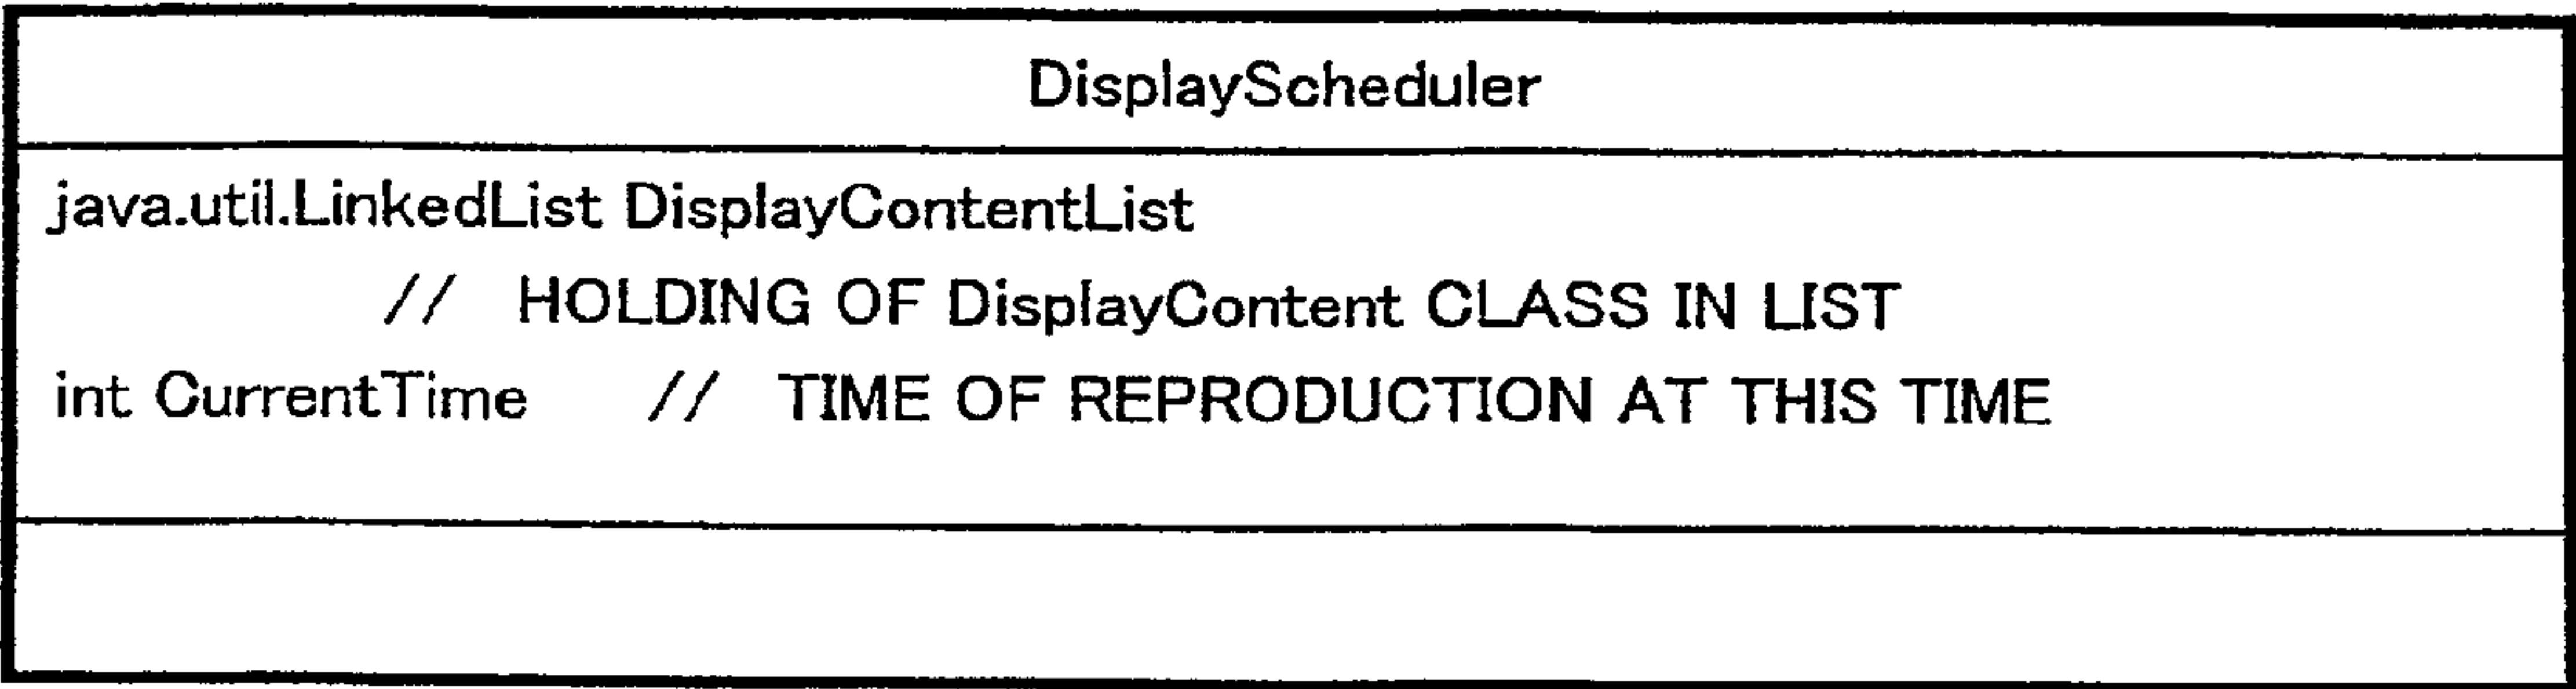 DisplayScheduler
java.util.LinkedList DisplayContentList
// HOLDING OF DisplayContent CLASS IN LIST
int CurrentTime // TIME OF REPRODUCTION AT THIS TIME